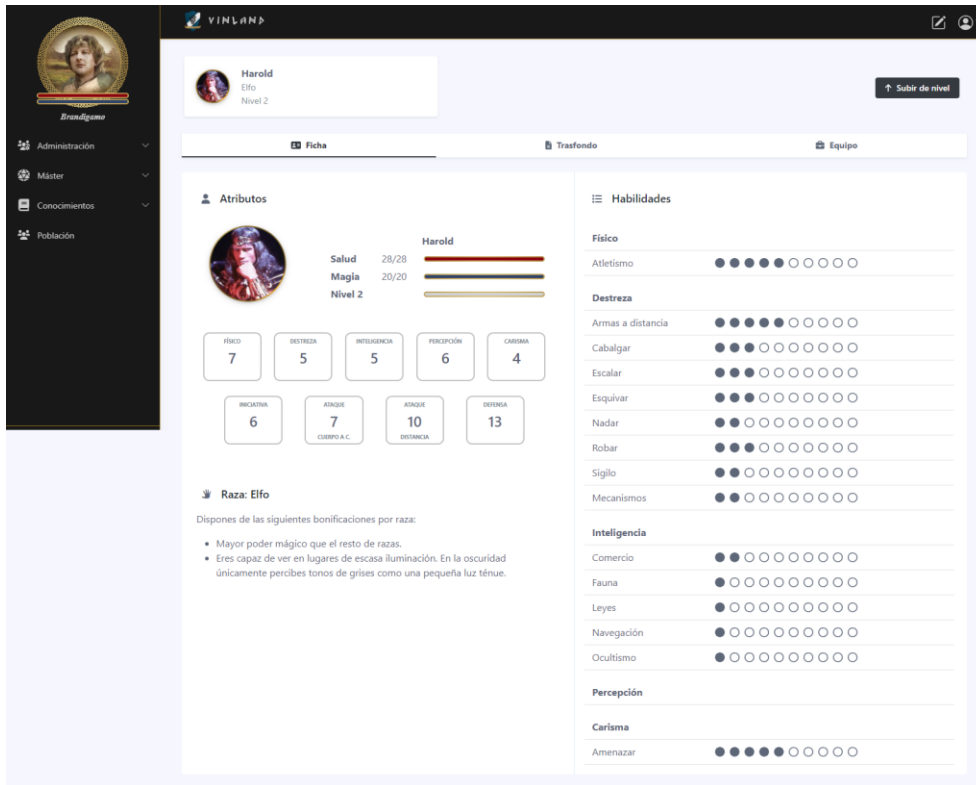 VINLAND
Brandigamo
Administración
Máster
Conocimientos
Población
Harold
Elfo
Nivel 2
Subir de nivel
Ficha
Trasfondo
Equipo
Atributos
Harold
Salud 28/28
Magia 20/20
Nivel 2
FÍSICO DESTREZA INTELIGENCIA PERCEPCIÓN CARISMA
7 5 5 6 4
INICIATIVA ATAQUE ATAQUE DEFENSA
6 7 10 13
CUERPO A C. DISTANCIA
Raza: Elfo
Dispones de las siguientes bonificaciones por raza:
Mayor poder mágico que el resto de razas.
Eres capaz de ver en lugares de escasa iluminación. En la oscuridad
únicamente percibes tonos de grises como una pequeña luz ténue.
Habilidades
Físico
Atletismo
Destreza
Armas a distancia
Cabalgar
Escalar
Esquivar
Nadar
Robar
Sigilo
Mecanismos
Inteligencia
Comercio
Fauna
Leyes
Navegación
Ocultismo
Percepción
Carisma
Amenazar